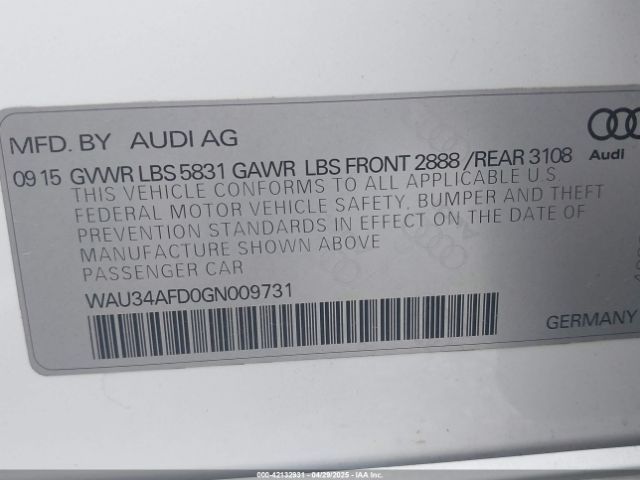 MFD. BY AUDI AG
09 15 GVWR LBS 5831 GAWR LBS FRONT 2888 / REAR 3108
Audi
THIS VEHICLE CONFORMS TO ALL APPLICABLE U.S
FEDERAL MOTOR VEHICLE SAFETY, BUMPER AND THEFT
PREVENTION STANDARDS IN EFFECT ON THE DATE OF
MANUFACTURE SHOWN ABOVE
PASSENGER CAR
WAU34AFD0GN009731
GERMANY
000-42132931 - 04/29/2025 - IAA Inc.